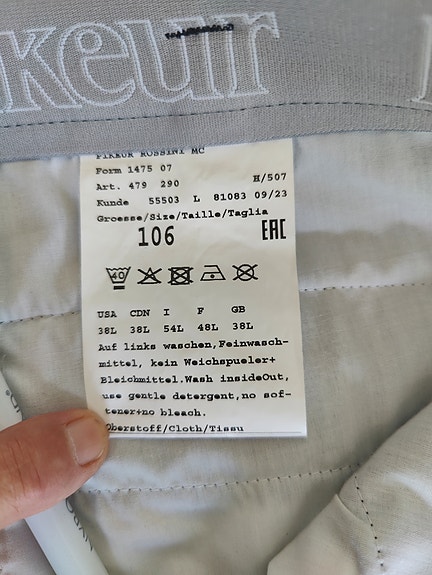 keur
PIKEUR ROSSINI MC
Form 1475 07
Art. 479 290 H/507
Kunde 55503 L 81083 09/23
Groesse/Size/Taille/Taglia
106 EAC
40
USA CDN I F GB
38L 38L 54L 48L 38L
Auf links waschen,Feinwasch-
mittel, kein Weichspueler+
Bleichmittel.Wash insideOut,
use gentle detergent,no sof-
tener+no bleach.
Oberstoff/Cloth/Tissu